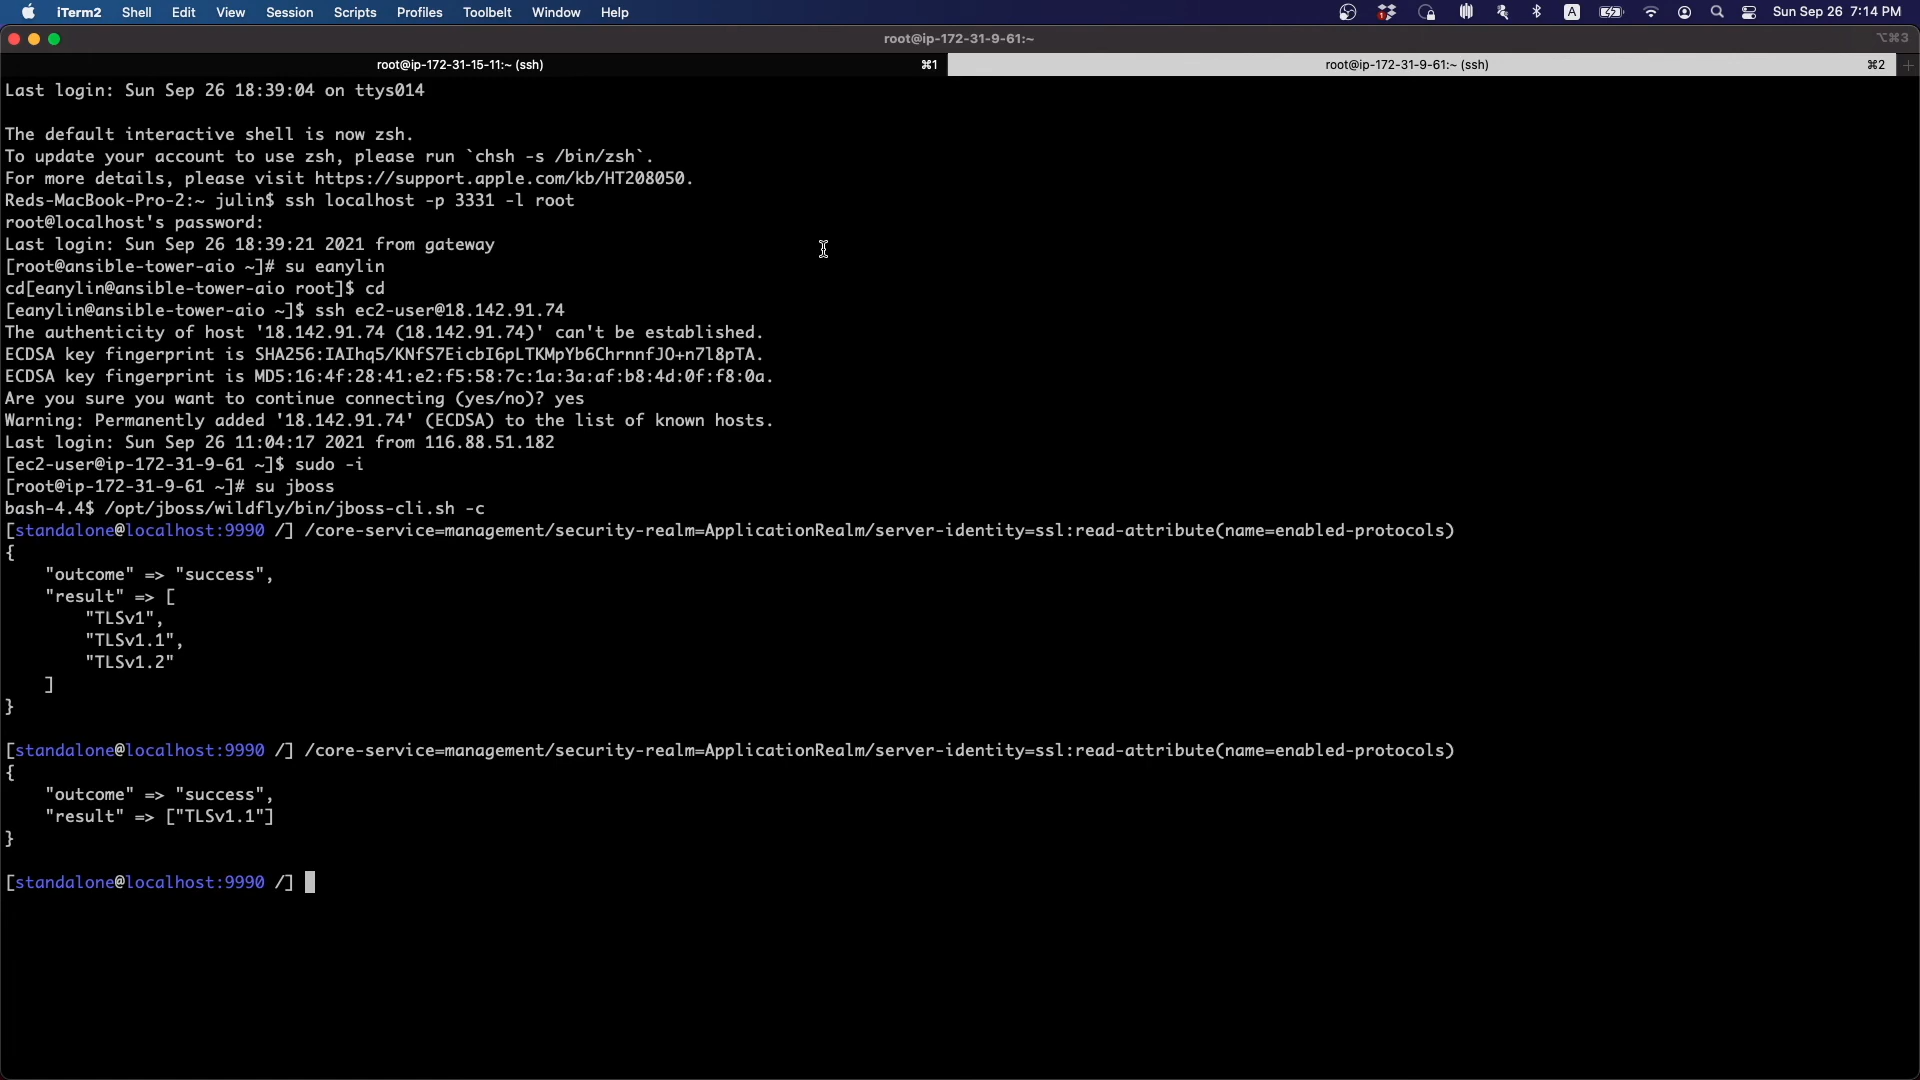 iTerm2 Shell Edit View Session Scripts Profiles Toolbelt Window Help 1 A Sun Sep 26 7:14 PM
root@ip-172-31-9-61:~ ⌥⌘3
root@ip-172-31-15-11:~ (ssh) ⌘1 root@ip-172-31-9-61:~ (ssh) ⌘2 +
Last login: Sun Sep 26 18:39:04 on ttys014
The default interactive shell is now zsh.
To update your account to use zsh, please run `chsh -s /bin/zsh`.
For more details, please visit https://support.apple.com/kb/HT208050.
Reds-MacBook-Pro-2:~ julin$ ssh localhost -p 3331 -l root
root@localhost's password:
Last login: Sun Sep 26 18:39:21 2021 from gateway
[root@ansible-tower-aio ~]# su eanylin
cd[eanylin@ansible-tower-aio root]$ cd
[eanylin@ansible-tower-aio ~]$ ssh ec2-user@18.142.91.74
The authenticity of host '18.142.91.74 (18.142.91.74)' can't be established.
ECDSA key fingerprint is SHA256:IAIhq5/KNfS7EicbI6pLTKMpYb6ChrnnfJO+n7l8pTA.
ECDSA key fingerprint is MD5:16:4f:28:41:e2:f5:58:7c:1a:3a:af:b8:4d:0f:f8:0a.
Are you sure you want to continue connecting (yes/no)? yes
Warning: Permanently added '18.142.91.74' (ECDSA) to the list of known hosts.
Last login: Sun Sep 26 11:04:17 2021 from 116.88.51.182
[ec2-user@ip-172-31-9-61 ~]$ sudo -i
[root@ip-172-31-9-61 ~]# su jboss
bash-4.4$ /opt/jboss/wildfly/bin/jboss-cli.sh -c
[standalone@localhost:9990 /] /core-service=management/security-realm=ApplicationRealm/server-identity=ssl:read-attribute(name=enabled-protocols)
{
"outcome" => "success",
"result" => [
"TLSv1",
"TLSv1.1",
"TLSv1.2"
]
}
[standalone@localhost:9990 /] /core-service=management/security-realm=ApplicationRealm/server-identity=ssl:read-attribute(name=enabled-protocols)
{
"outcome" => "success",
"result" => ["TLSv1.1"]
}
[standalone@localhost:9990 /]